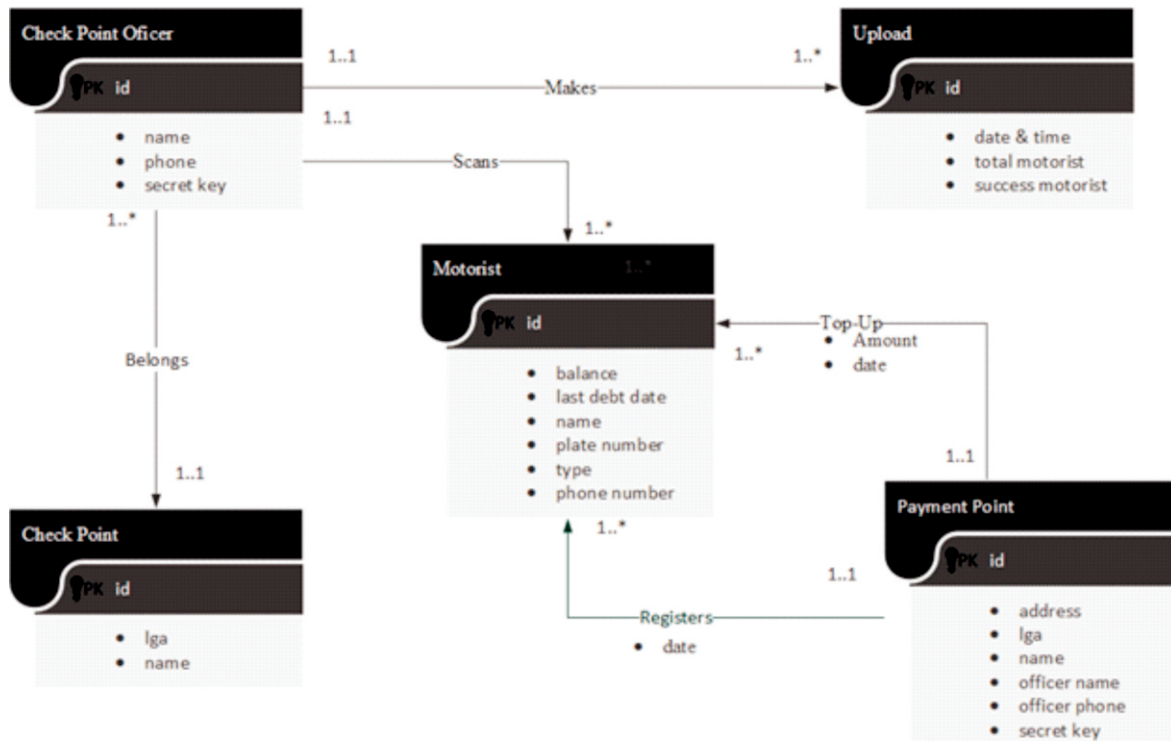 Check Point Oficer
PK id
name
phone
secret key
1..1
Makes
1..*
1..1
Scans
1..*
Upload
PK id
date & time
total motorist
success motorist
1..*
Belongs
1..1
Motorist
1..*
PK id
balance
last debt date
name
plate number
type
phone number
1..*
Top-Up
Amount
date
1..*
1..1
Check Point
PK id
lga
name
Registers
date
1..1
Payment Point
PK id
address
lga
name
officer name
officer phone
secret key